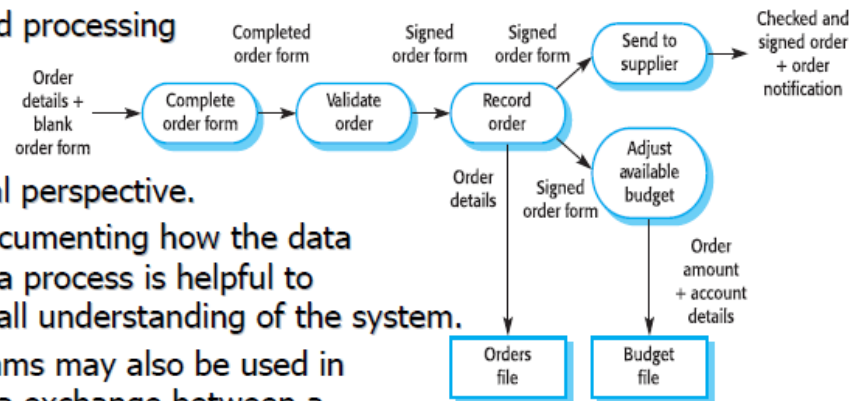 d processing
Completed
order form
Signed
order form
Signed
order form
Send to
supplier
Checked and
signed order
+ order
notification
Order
details +
blank
order form
Complete
order form
Validate
order
Record
order
Adjust
available
budget
Order
details
Signed
order form
l perspective.
cumenting how the data
a process is helpful to
all understanding of the system.
Order
amount
+ account
details
ams may also be used in
exchange between a
Orders
file
Budget
file